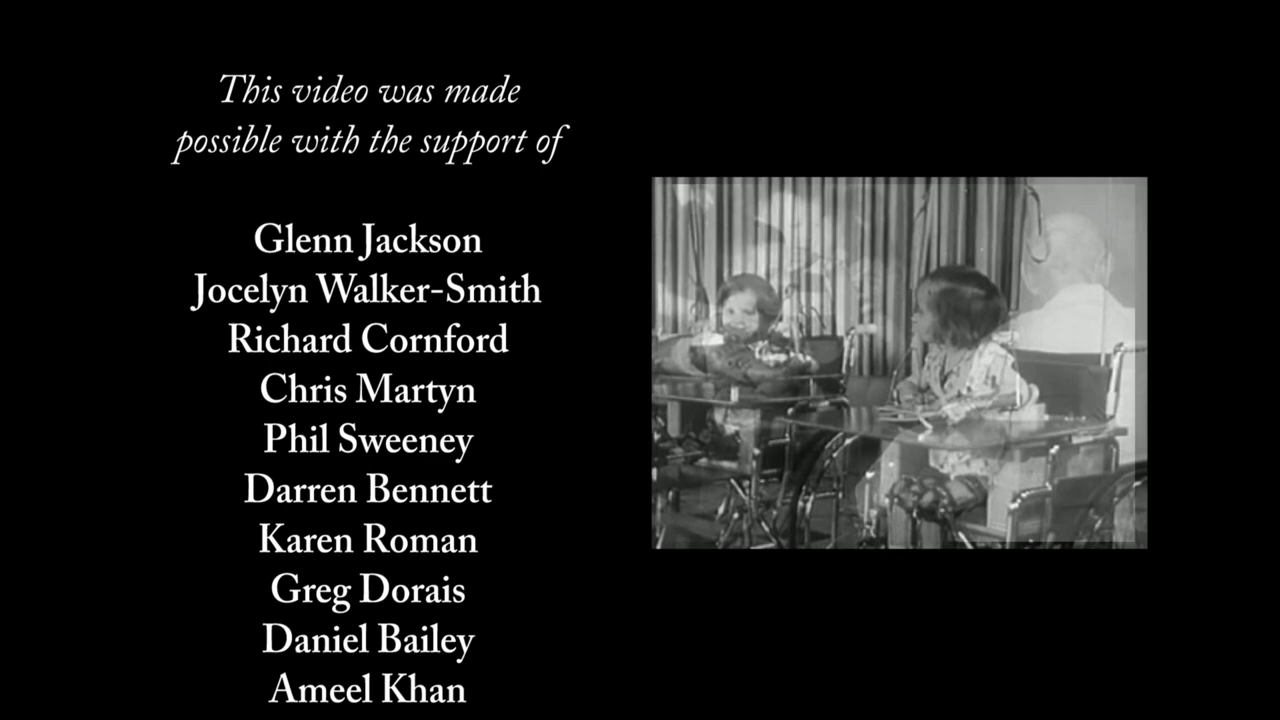 This video was made
possible with the support of
Glenn Jackson
Jocelyn Walker-Smith
Richard Cornford
Chris Martyn
Phil Sweeney
Darren Bennett
Karen Roman
Greg Dorais
Daniel Bailey
Ameel Khan